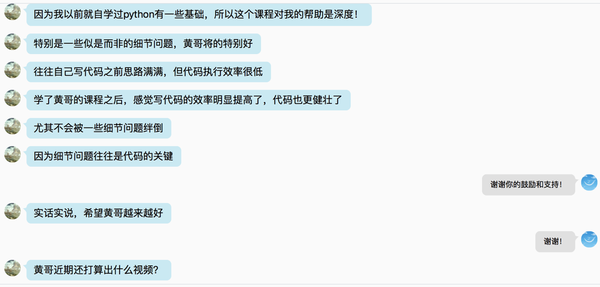 因为我以前就自学过python有一些基础，所以这个课程对我的帮助是深度！
特别是一些似是而非的细节问题，黄哥将的特别好
往往自己写代码之前思路满满，但代码执行效率很低
学了黄哥的课程之后，感觉写代码的效率明显提高了，代码也更健壮了
尤其不会被一些细节问题绊倒
因为细节问题往往是代码的关键
谢谢你的鼓励和支持！
实话实说，希望黄哥越来越好
谢谢！
黄哥近期还打算出什么视频？